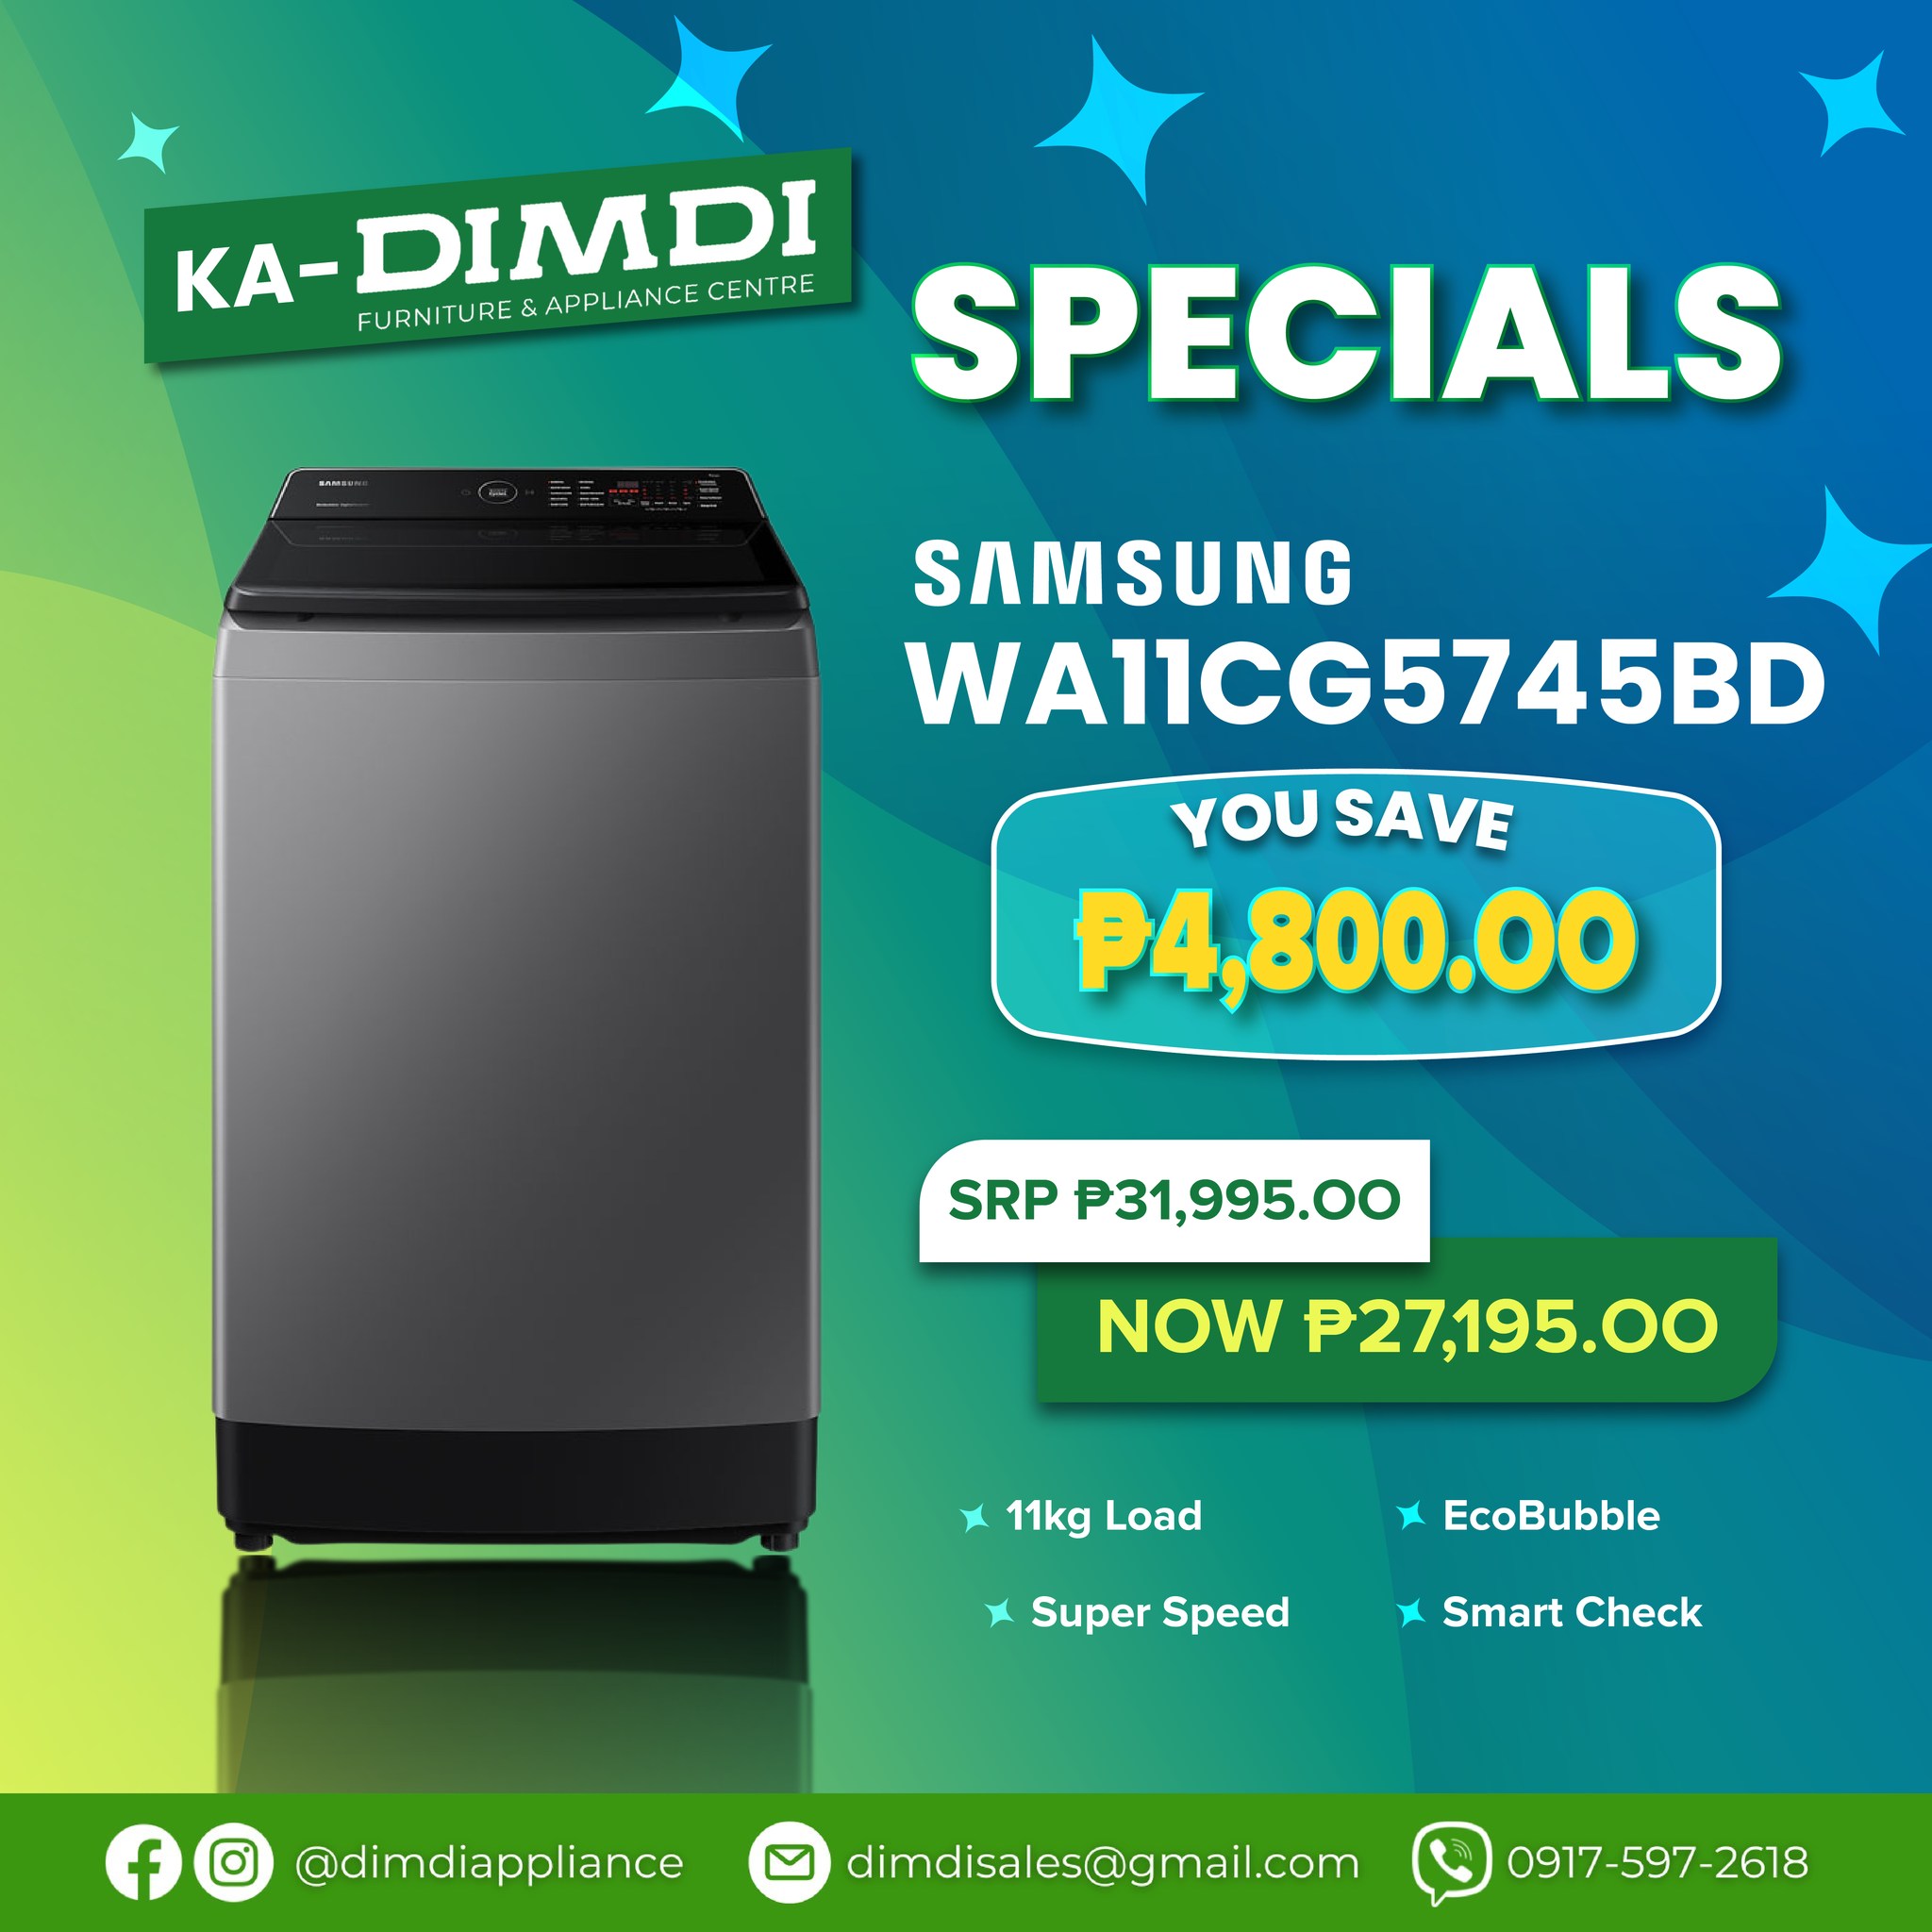 KA-DIMDI
FURNITURE & APPLIANCE CENTRE
SPECIALS
SAMSUNG
SAMSUNG
WA11CG5745BD
YOU SAVE
₱4,800.00
SRP ₱31,995.00
NOW ₱27,195.00
11kg Load
EcoBubble
Super Speed
Smart Check
@dimdiappliance
dimdisales@gmail.com
0917-597-2618